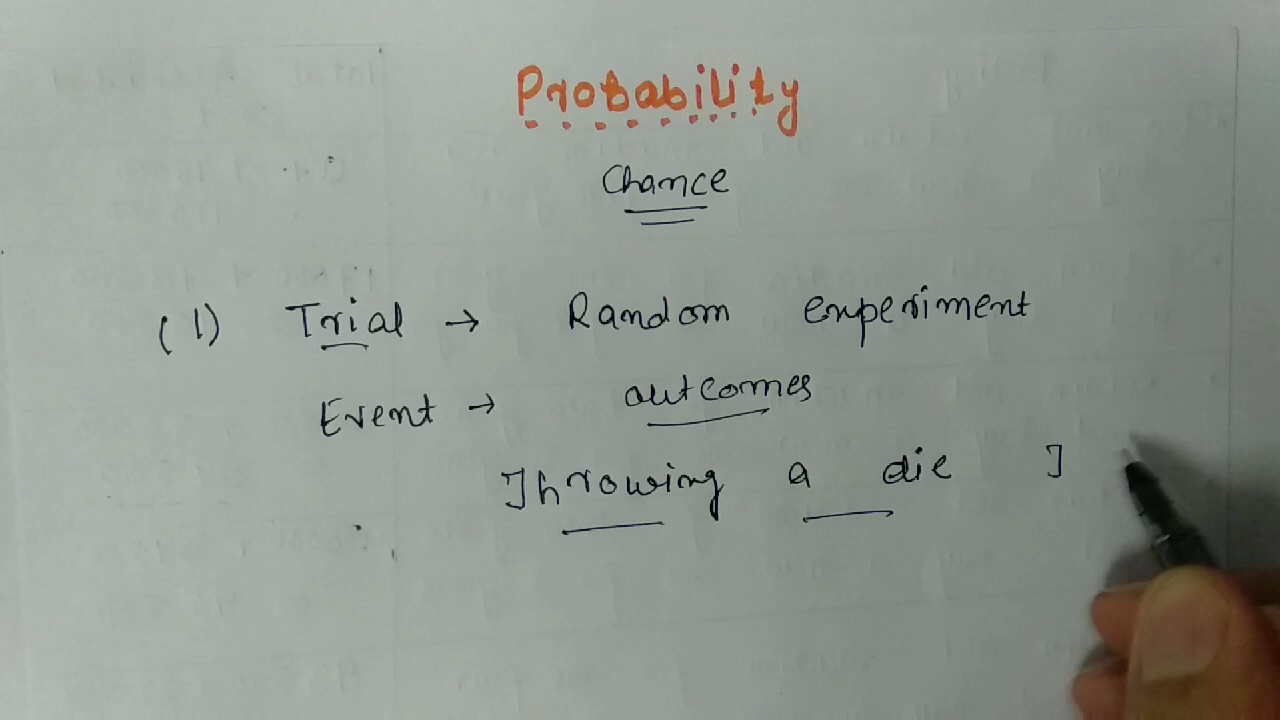 Probability
Chance
(1) Trial → Random experiment
Event → outcomes
Throwing a die